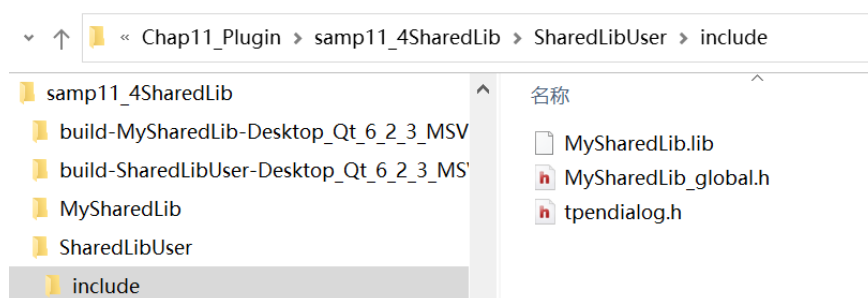 « Chap11_Plugin > samp11_4SharedLib > SharedLibUser > include
samp11_4SharedLib
build-MySharedLib-Desktop_Qt_6_2_3_MSV
build-SharedLibUser-Desktop_Qt_6_2_3_MS
MySharedLib
SharedLibUser
include
名称
MySharedLib.lib
MySharedLib_global.h
tpendialog.h